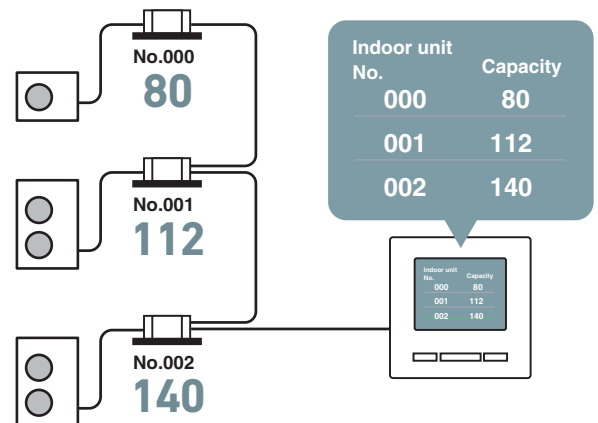 No.000
80
No.001
112
No.002
140
Indoor unit
No. Capacity
000 80
001 112
002 140
Indoor unit
No. Capacity
000 80
001 112
002 140